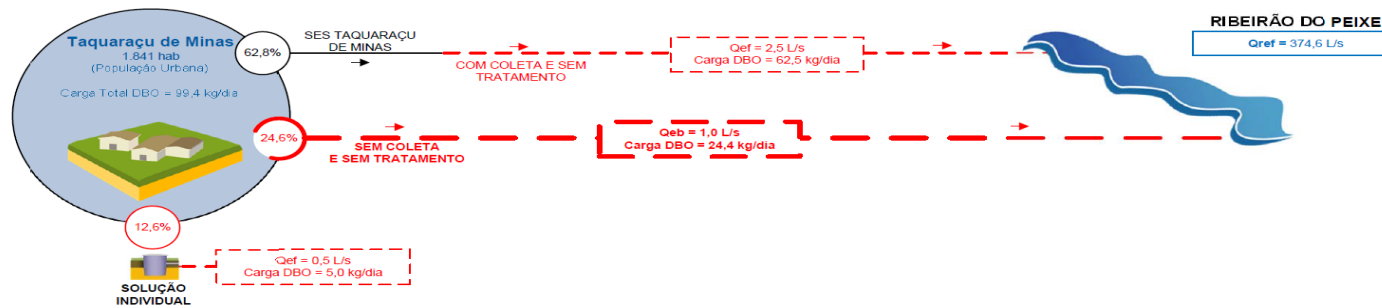 Taquaraçu de Minas
1.841 hab
(População Urbana)
Carga Total DBO = 99,4 kg/dia
62,8%
SES TAQUARAÇU
DE MINAS
COM COLETA E SEM
TRATAMENTO
Qef = 2,5 L/s
Carga DBO = 62,5 kg/dia
RIBEIRÃO DO PEIXE
Qref = 374,6 L/s
24,6%
SEM COLETA
E SEM TRATAMENTO
Qeb = 1,0 L/s
Carga DBO = 24,4 kg/dia
12,6%
SOLUÇÃO
INDIVIDUAL
Qef = 0,5 L/s
Carga DBO = 5,0 kg/dia